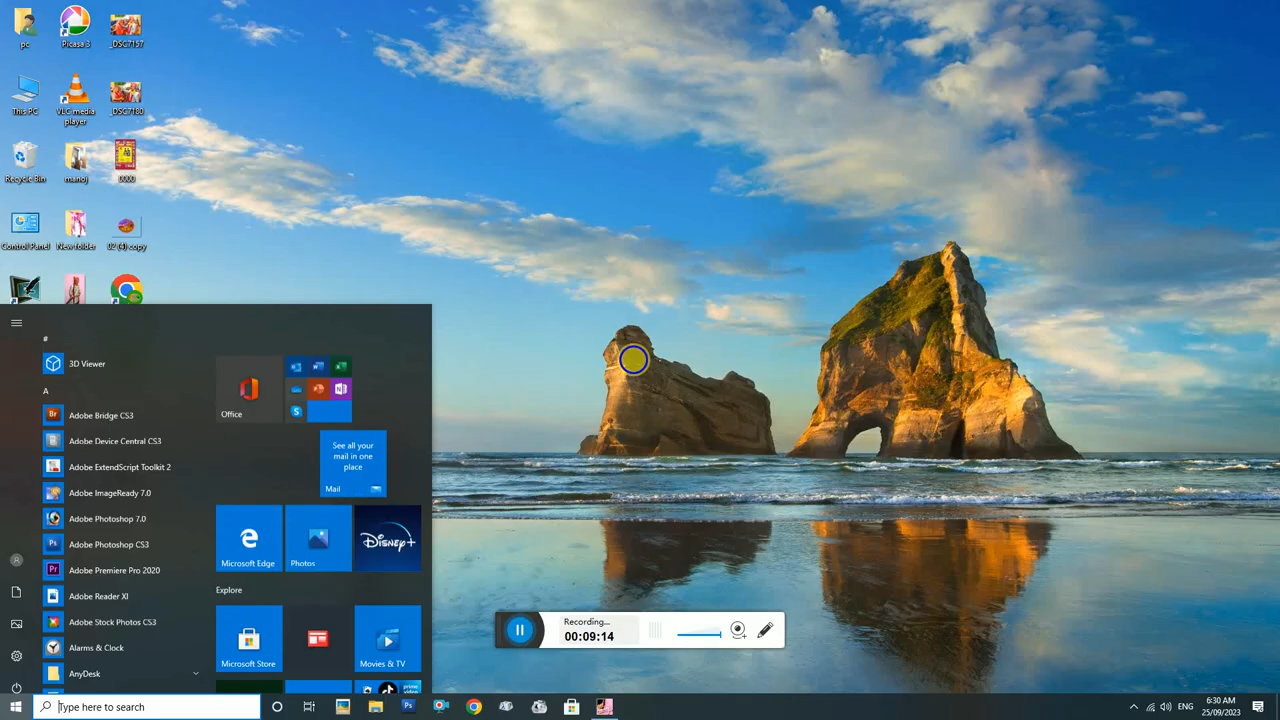 pc
Picasa 3
_DSC7157
This PC
VLC media
player
_DSC7180
Recycle Bin
manoj
0000
Control Panel
New folder
02 (4) copy
#
3D Viewer
A
Adobe Bridge CS3
Adobe Device Central CS3
Adobe ExtendScript Toolkit 2
Adobe ImageReady 7.0
Adobe Photoshop 7.0
Adobe Photoshop CS3
Adobe Premiere Pro 2020
Adobe Reader XI
Adobe Stock Photos CS3
Alarms & Clock
AnyDesk
Office
See all your
mail in one
place
Mail
Microsoft Edge
Photos
Disney+
Explore
Microsoft Store
Movies & TV
prime
video
Recording...
00:09:14
Type here to search
ENG
6:30 AM
25/09/2023